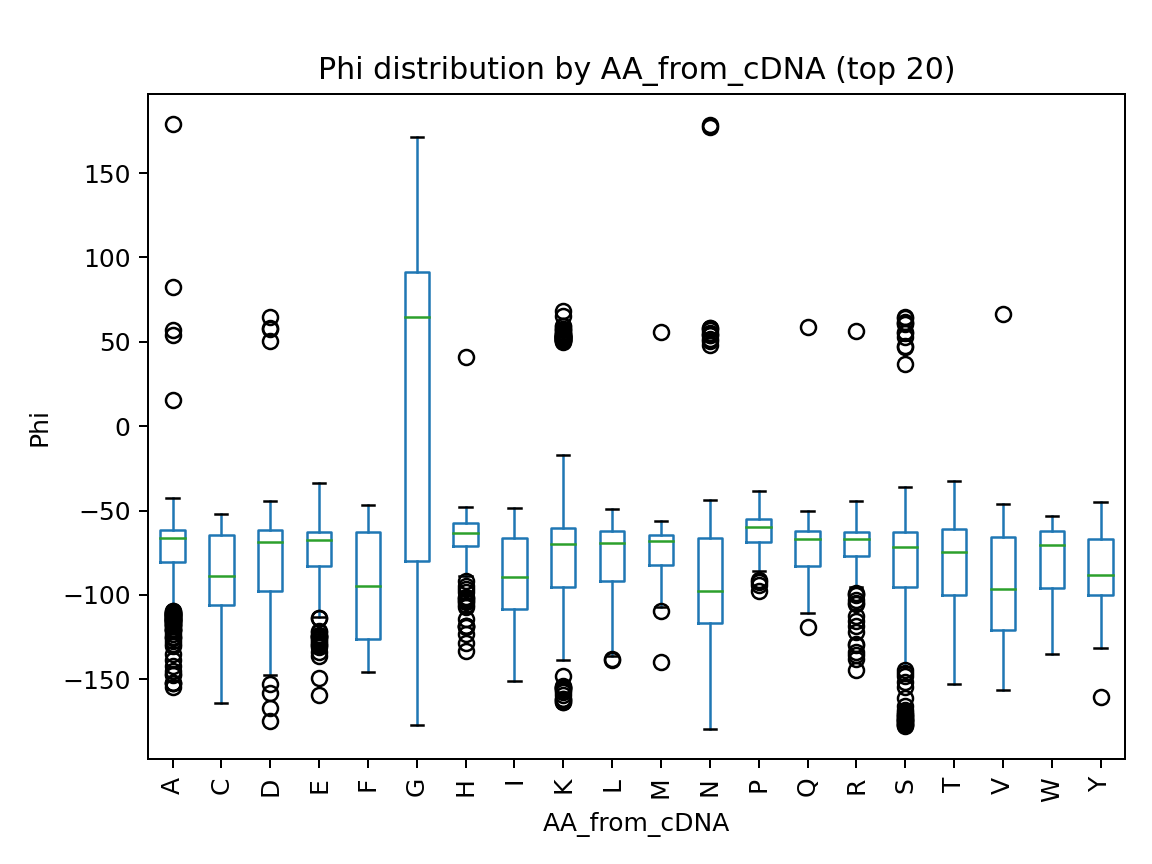 Phi distribution by AA_from_cDNA (top 20)
150
100
50
0
−50
−100
−150
Phi
A C D E F G H I K L M N P Q R S T V W Y
AA_from_cDNA